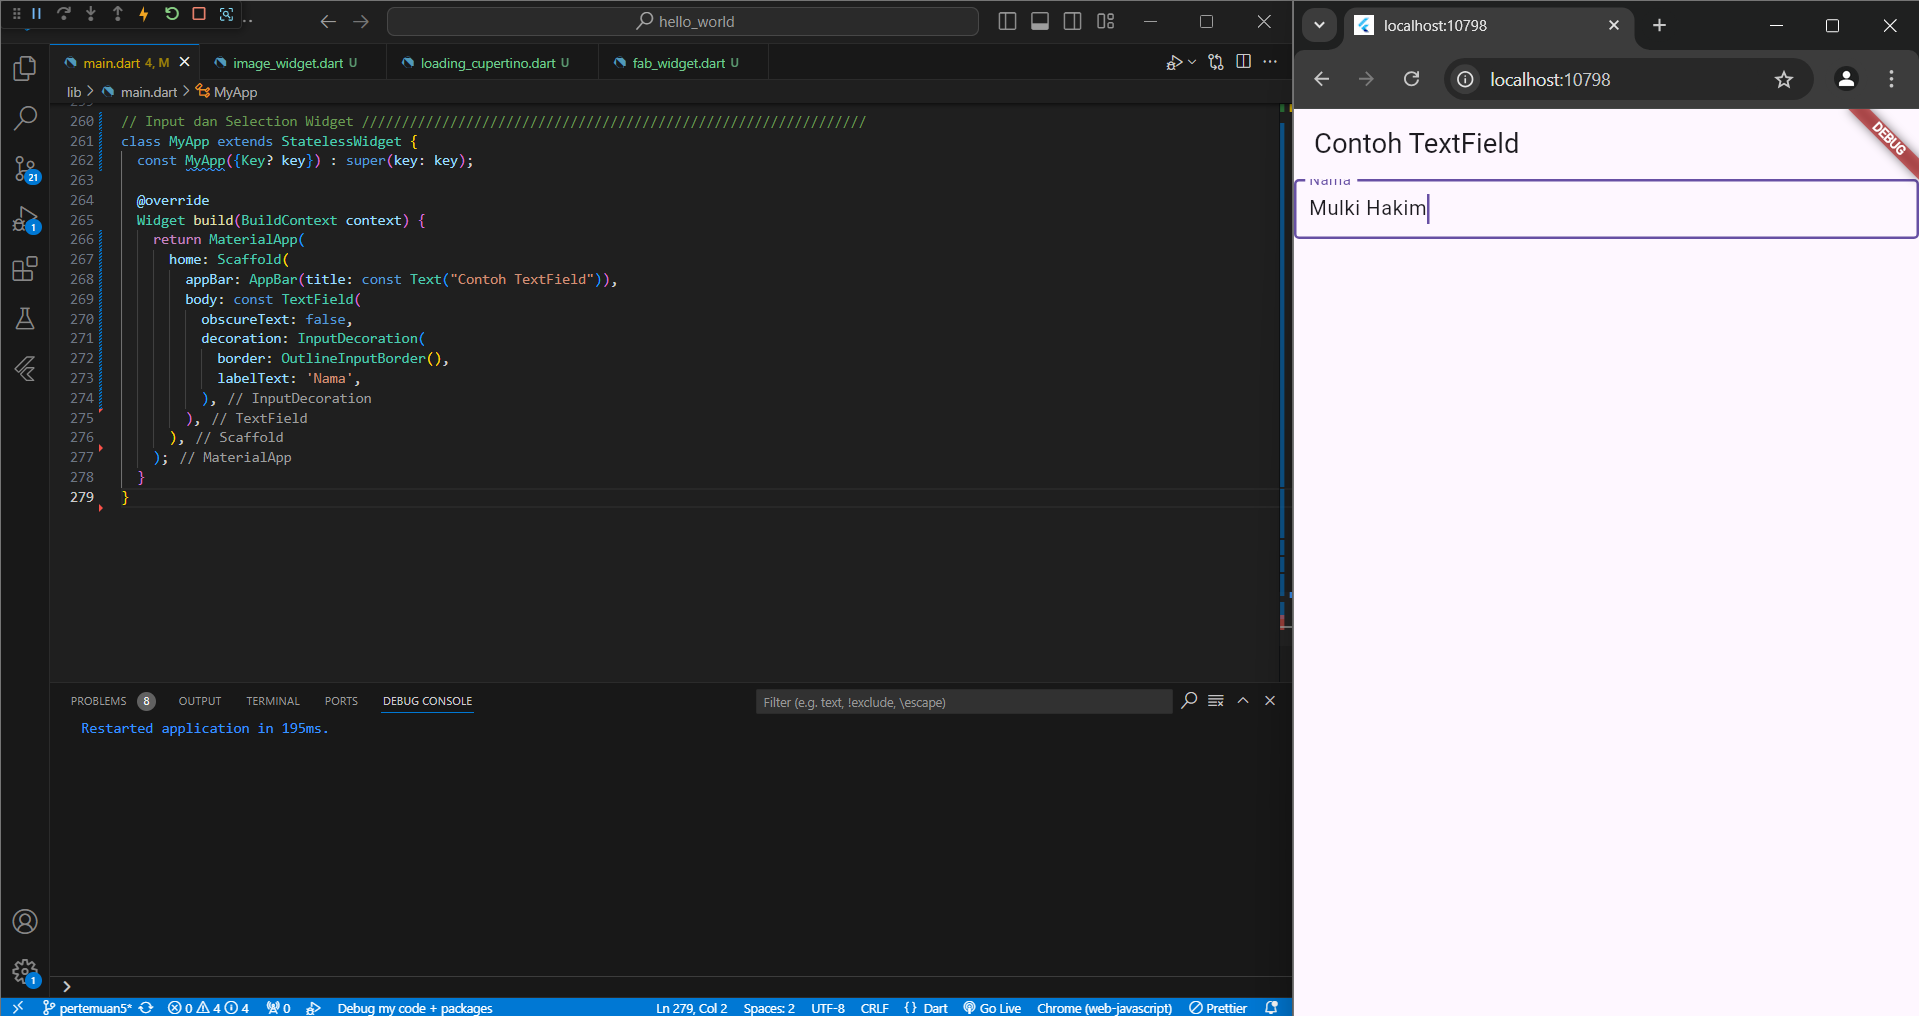 hello_world
main.dart 4, M
image_widget.dart U
loading_cupertino.dart U
fab_widget.dart U
lib > main.dart > MyApp
260 // Input dan Selection Widget ///////////////////////////////////////////////////////////////
261 class MyApp extends StatelessWidget {
262 const MyApp({Key? key}) : super(key: key);
263
264 @override
265 Widget build(BuildContext context) {
266 return MaterialApp(
267 home: Scaffold(
268 appBar: AppBar(title: const Text("Contoh TextField")),
269 body: const TextField(
270 obscureText: false,
271 decoration: InputDecoration(
272 border: OutlineInputBorder(),
273 labelText: 'Nama',
274 ), // InputDecoration
275 ), // TextField
276 ), // Scaffold
277 ); // MaterialApp
278 }
279 }
21
1
1
PROBLEMS 8 OUTPUT TERMINAL PORTS DEBUG CONSOLE
Filter (e.g. text, !exclude, \escape)
Restarted application in 195ms.
pertemuan5* 0 4 4 0 Debug my code + packages
Ln 279, Col 2 Spaces: 2 UTF-8 CRLF {} Dart Go Live Chrome (web-javascript) Prettier
localhost:10798
localhost:10798
Contoh TextField
DEBUG
Nama
Mulki Hakim